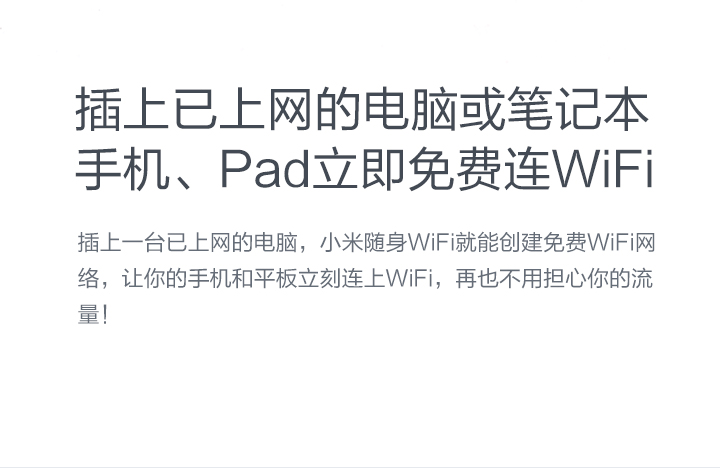 插上已上网的电脑或笔记本
手机、Pad立即免费连WiFi
插上一台已上网的电脑，小米随身WiFi就能创建免费WiFi网
络，让你的手机和平板立刻连上WiFi，再也不用担心你的流
量！